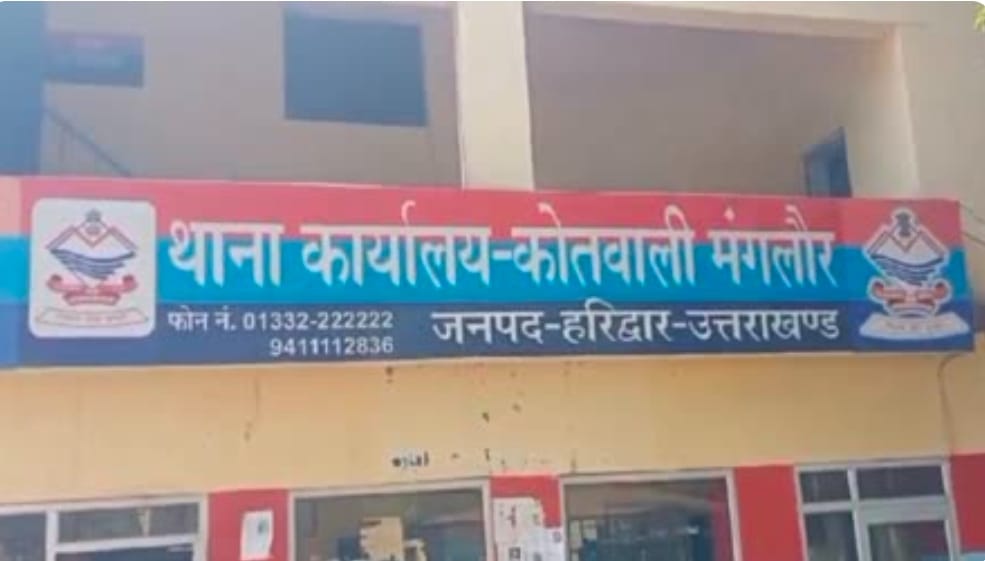 थाना कार्यालय-कोतवाली मंगलौर
फोन नं. 01332-222222
9411112836
जनपद-हरिद्वार-उत्तराखण्ड